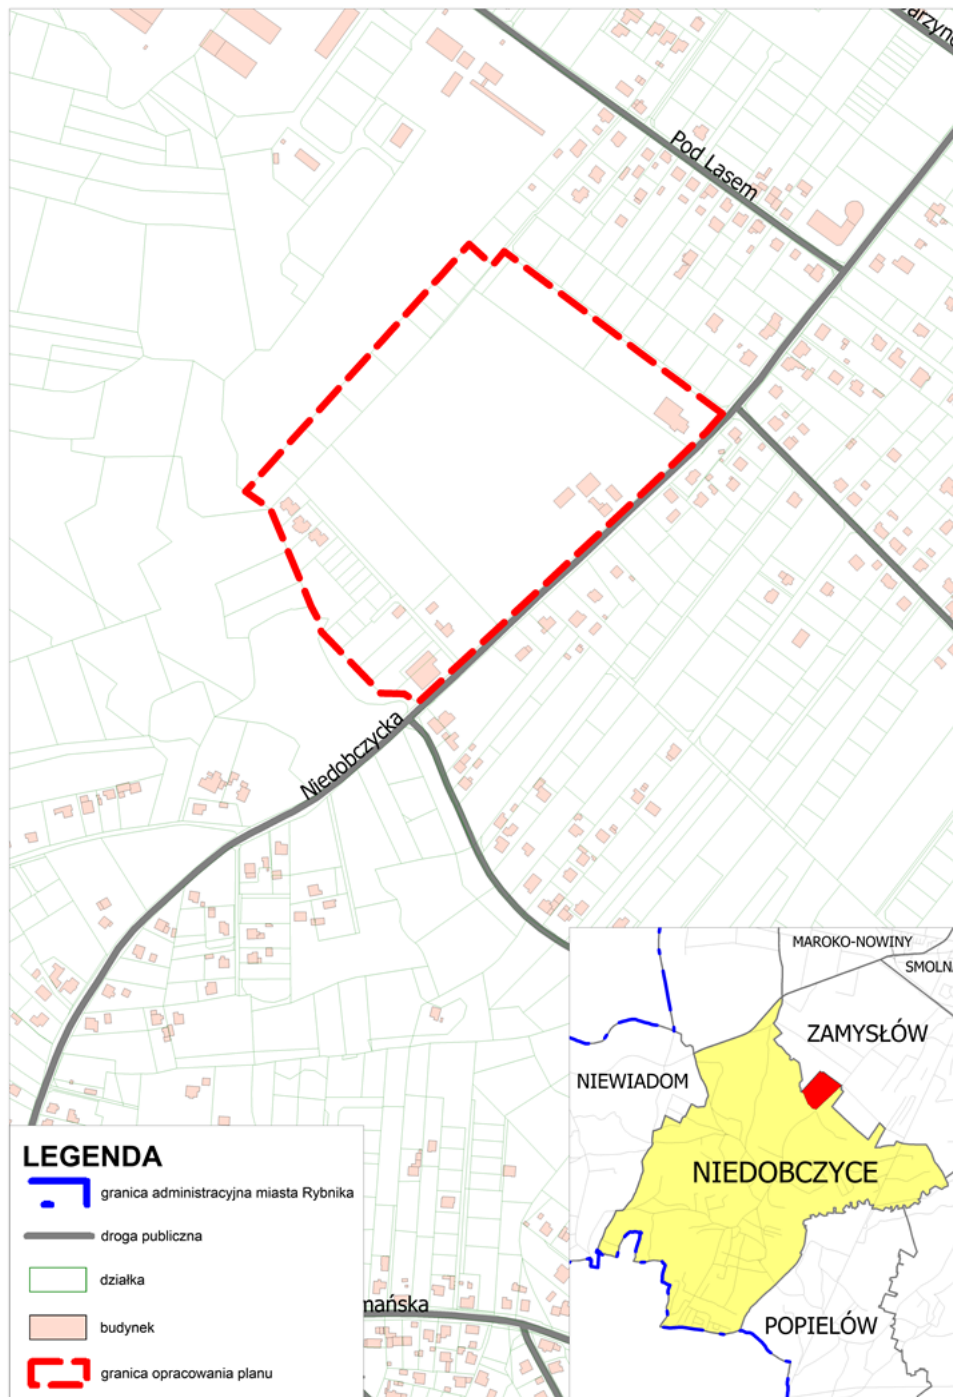 Pod Lasem
Niedobczycka
MAROKO-NOWINY
ZAMYSŁÓW
NIEWIADOM
NIEDOBCZYCE
POPIELÓW
LEGENDA
granica administracyjna miasta Rybnika
droga publiczna
działka
budynek
granica opracowania planu